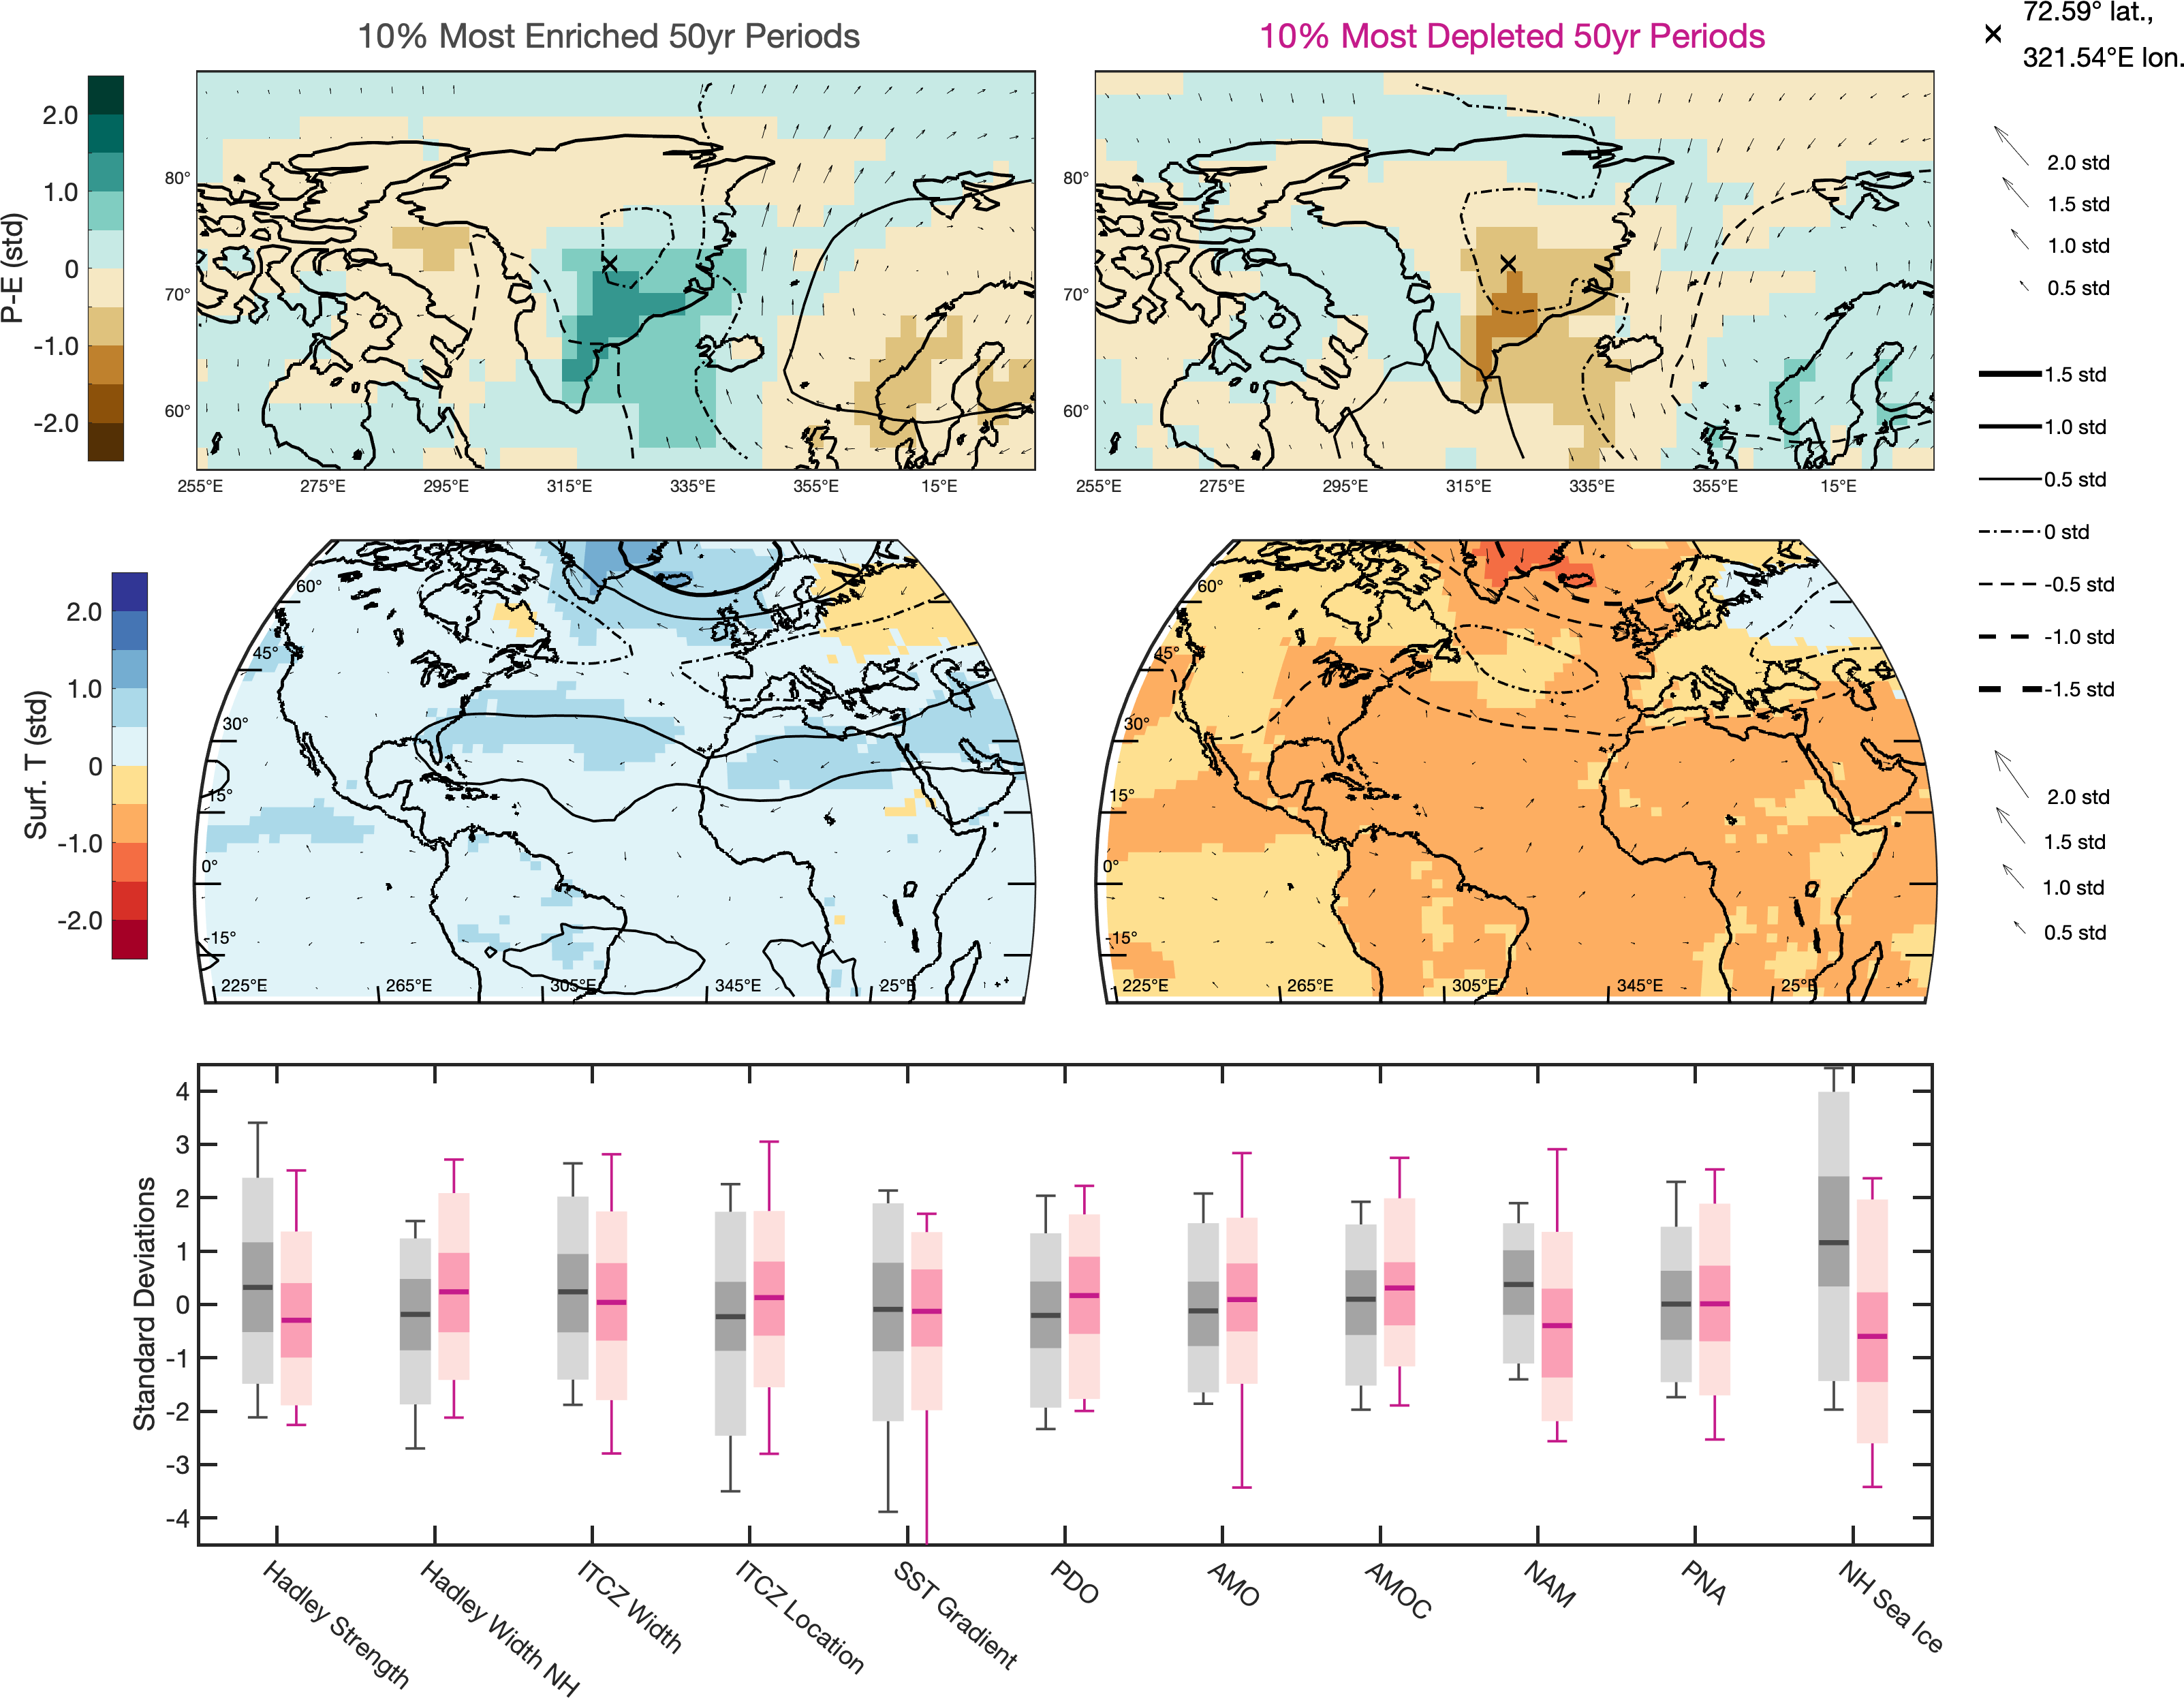 10% Most Enriched 50yr Periods
10% Most Depleted 50yr Periods
72.59° lat.,
321.54°E lon.
P-E (std)
2.0
1.0
0
-1.0
-2.0
80°
70°
60°
255°E 275°E 295°E 315°E 335°E 355°E 15°E
80°
70°
60°
255°E 275°E 295°E 315°E 335°E 355°E 15°E
2.0 std
1.5 std
1.0 std
0.5 std
1.5 std
1.0 std
0.5 std
0 std
-0.5 std
-1.0 std
-1.5 std
Surf. T (std)
2.0
1.0
0
-1.0
-2.0
60°
45°
30°
15°
0°
-15°
225°E 265°E 305°E 345°E 25°E
60°
45°
30°
15°
0°
-15°
225°E 265°E 305°E 345°E 25°E
2.0 std
1.5 std
1.0 std
0.5 std
Standard Deviations
4
3
2
1
0
-1
-2
-3
-4
Hadley Strength
Hadley Width NH
ITCZ Width
ITCZ Location
SST Gradient
PDO
AMO
AMOC
NAM
PNA
NH Sea Ice